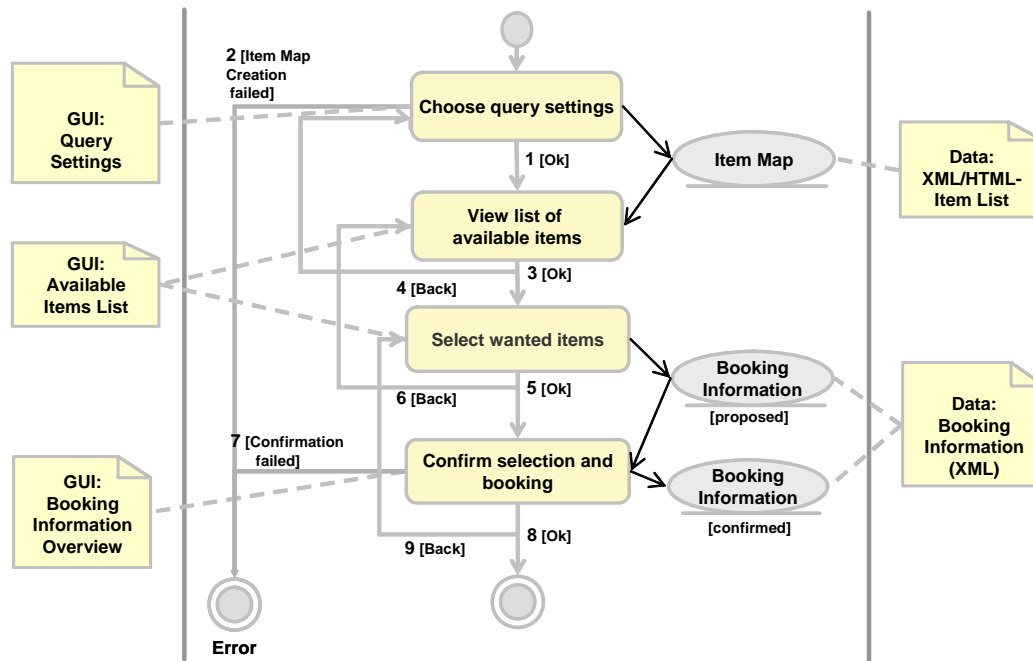 2 [Item Map
Creation
failed]
GUI:
Query
Settings
Choose query settings
1 [Ok]
Item Map
Data:
XML/HTML-
Item List
View list of
available items
GUI:
Available
Items List
3 [Ok]
4 [Back]
Select wanted items
Booking
Information
[proposed]
5 [Ok]
6 [Back]
Data:
Booking
Information
(XML)
7 [Confirmation
failed]
GUI:
Booking
Information
Overview
Confirm selection and
booking
Booking
Information
[confirmed]
8 [Ok]
9 [Back]
Error